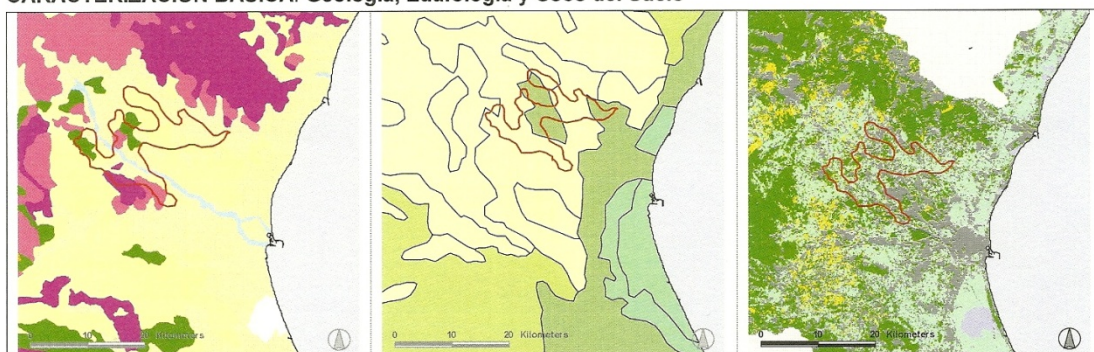 CARACTERIZACIÓN BÁSICA: Geología, Edafología y Usos del Suelo
0 10 20 Kilometers
0 10 20 Kilometers
0 10 20 Kilometers